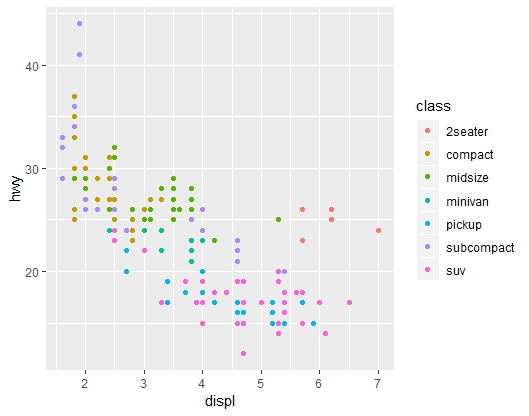 40
30
20
hwy
2
3
4
5
6
7
displ
class
2seater
compact
midsize
minivan
pickup
subcompact
suv